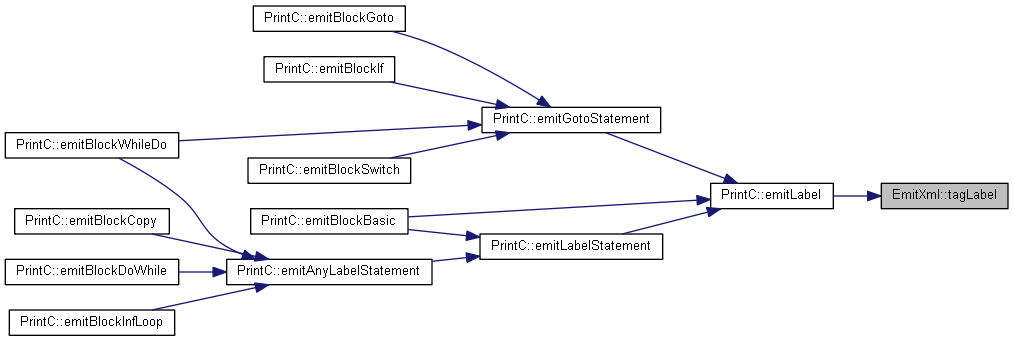 PrintC::emitBlockGoto
PrintC::emitBlockIf
PrintC::emitGotoStatement
PrintC::emitBlockWhileDo
PrintC::emitBlockSwitch
PrintC::emitLabel
EmitXml::tagLabel
PrintC::emitBlockCopy
PrintC::emitBlockBasic
PrintC::emitLabelStatement
PrintC::emitBlockDoWhile
PrintC::emitAnyLabelStatement
PrintC::emitBlockInfLoop